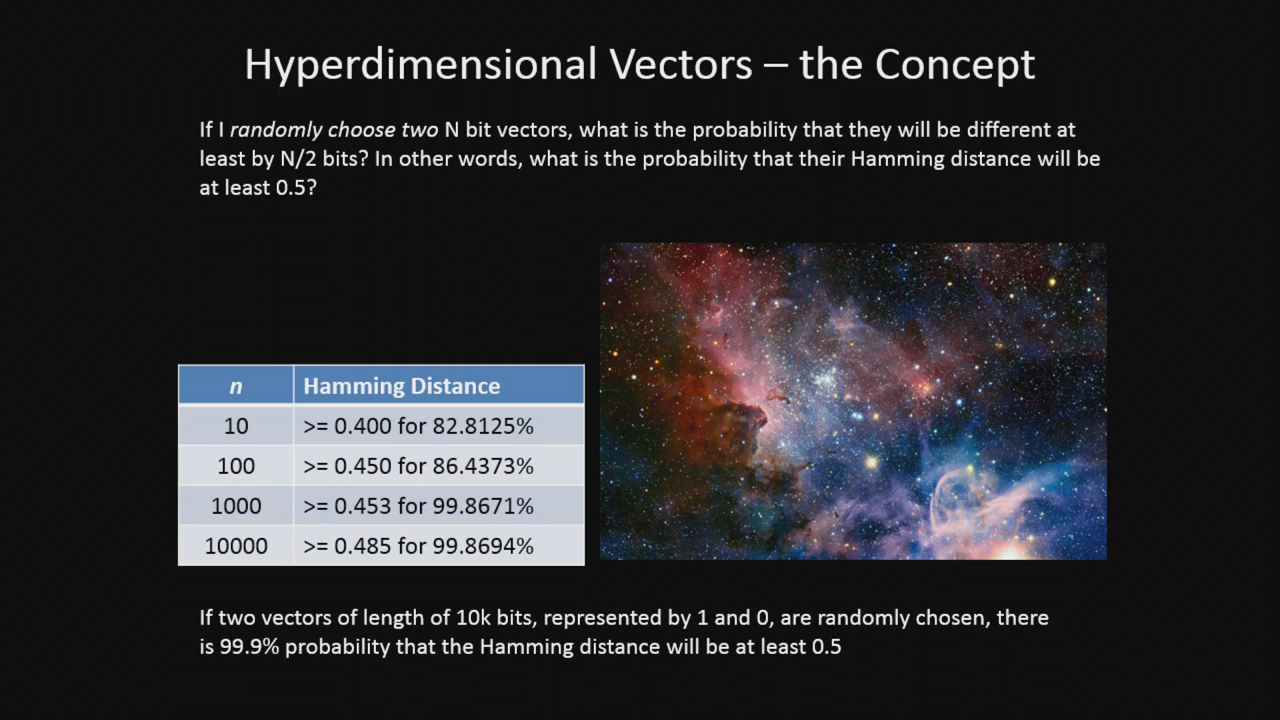 Hyperdimensional Vectors – the Concept
If I randomly choose two N bit vectors, what is the probability that they will be different at
least by N/2 bits? In other words, what is the probability that their Hamming distance will be
at least 0.5?
n Hamming Distance
10 >= 0.400 for 82.8125%
100 >= 0.450 for 86.4373%
1000 >= 0.453 for 99.8671%
10000 >= 0.485 for 99.8694%
If two vectors of length of 10k bits, represented by 1 and 0, are randomly chosen, there
is 99.9% probability that the Hamming distance will be at least 0.5